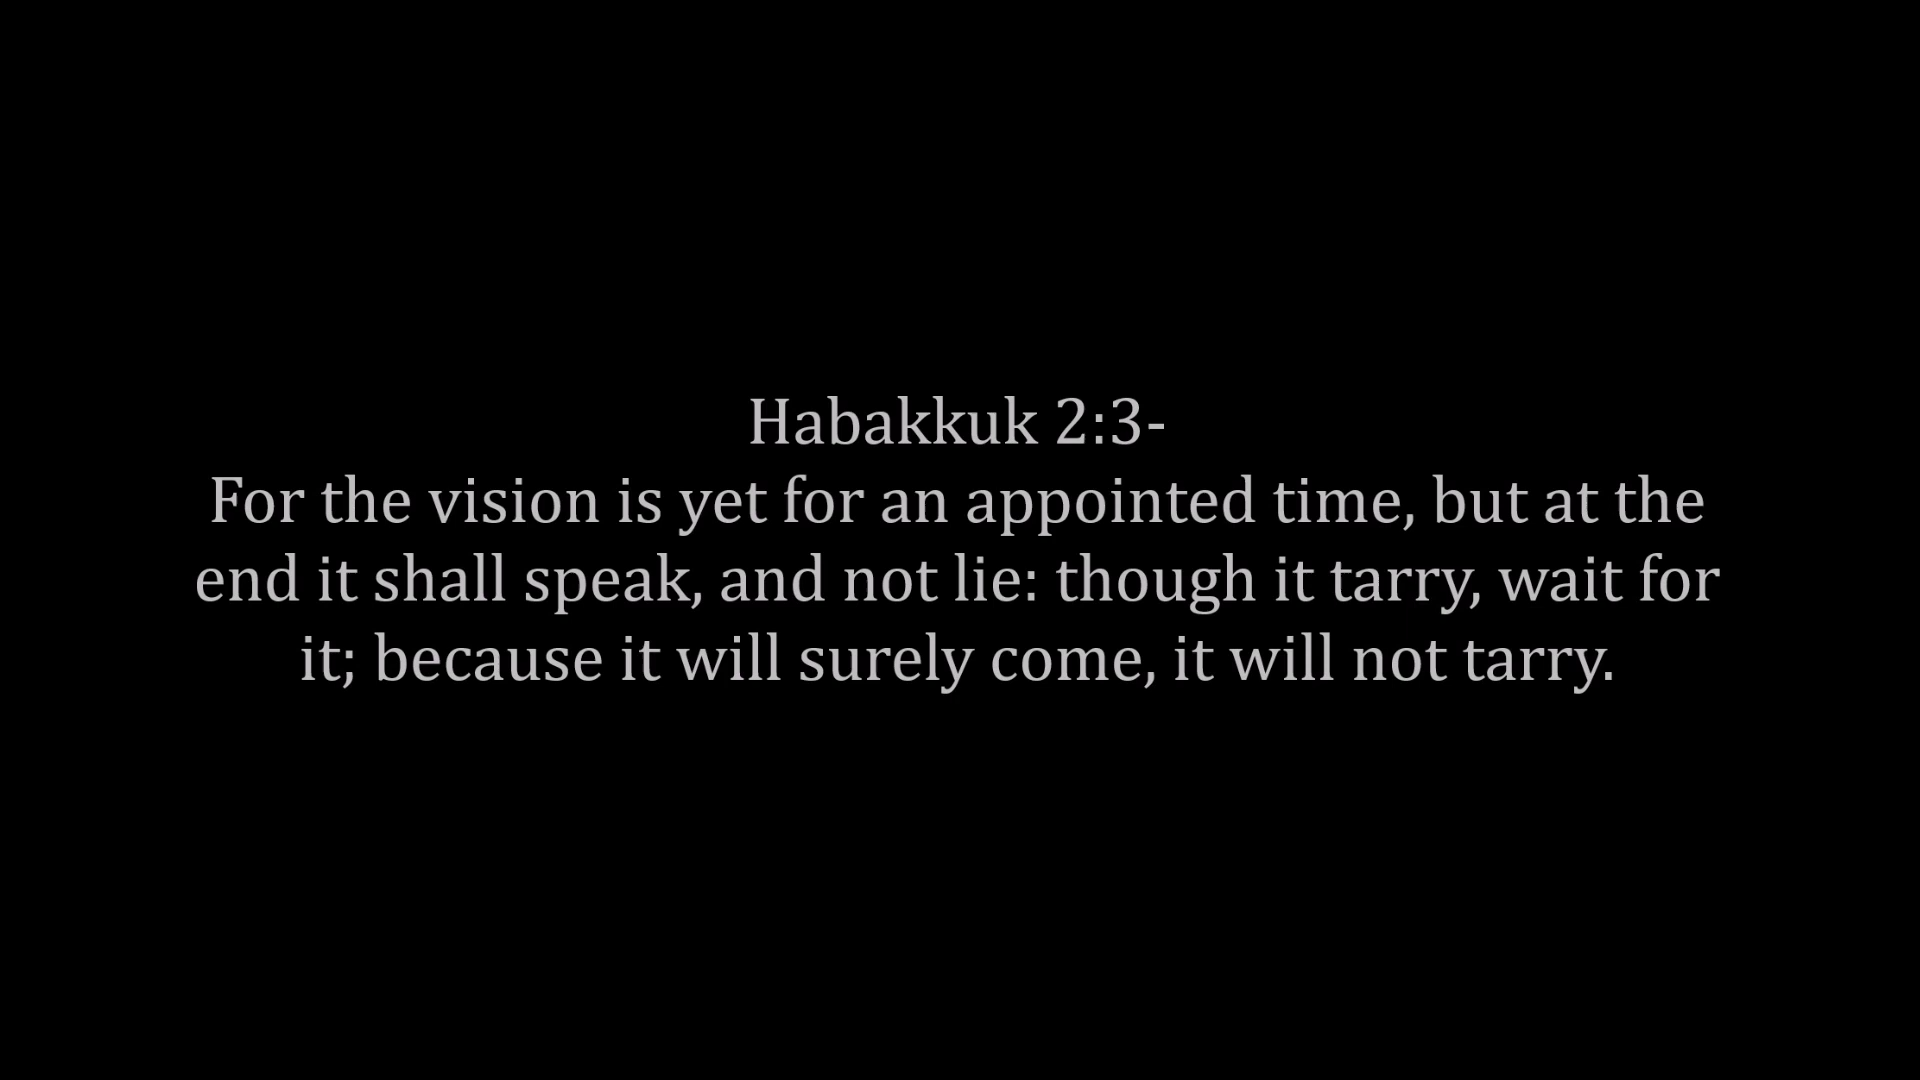 Habakkuk 2:3-
For the vision is yet for an appointed time, but at the
end it shall speak, and not lie: though it tarry, wait for
it; because it will surely come, it will not tarry.